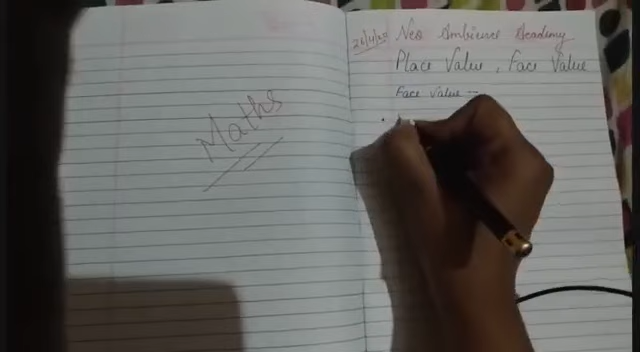 Maths
Neo Ambience Academy
Place Value, Face Value
Face Value —